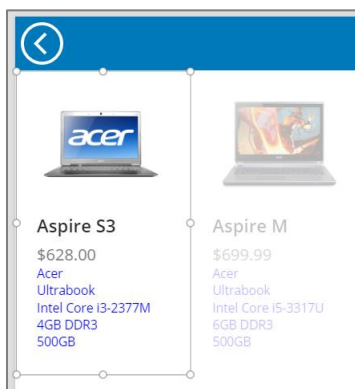 acer
Aspire S3
$628.00
Acer
Ultrabook
Intel Core i3-2377M
4GB DDR3
500GB
Aspire M
$699.99
Acer
Ultrabook
Intel Core i5-3317U
6GB DDR3
500GB